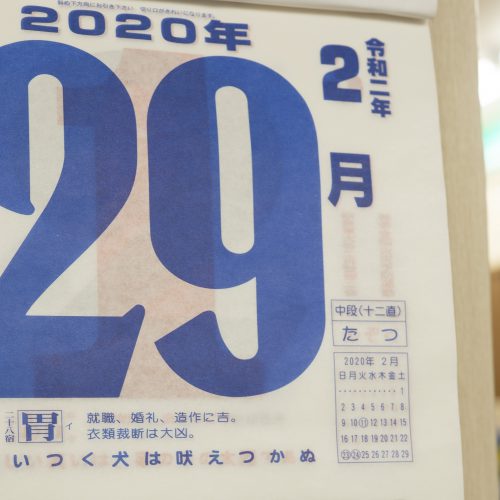 2020年
令和二年
2月
29
中段(十二直)
たつ
2020年 2月
日月火水木金土
1
2 3 4 5 6 7 8
9 10 11 12 13 14 15
16 17 18 19 20 21 22
23 24 25 26 27 28 29
二十八宿
胃
イ
就職、婚礼、造作に吉。
衣類裁断は大凶。
いつく犬は吠えつかぬ